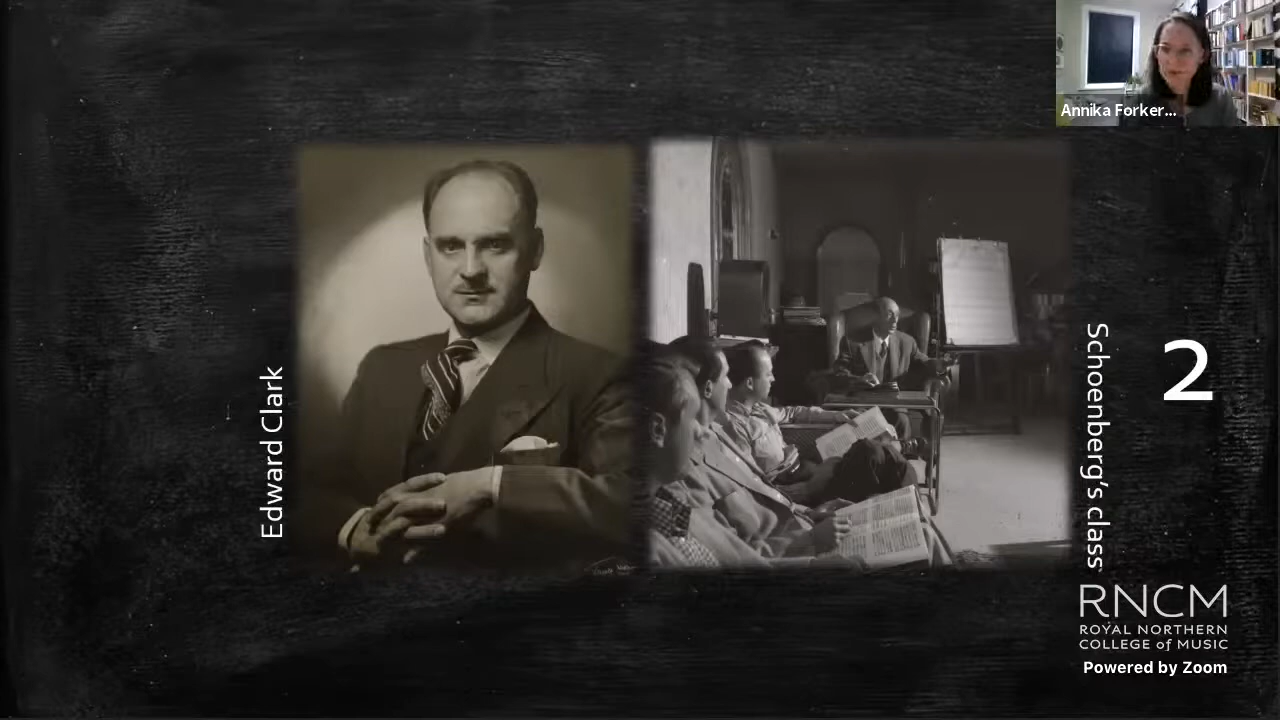 Annika Forker...
Edward Clark
Schoenberg's class
2
RNCM
ROYAL NORTHERN
COLLEGE of MUSIC
Powered by Zoom